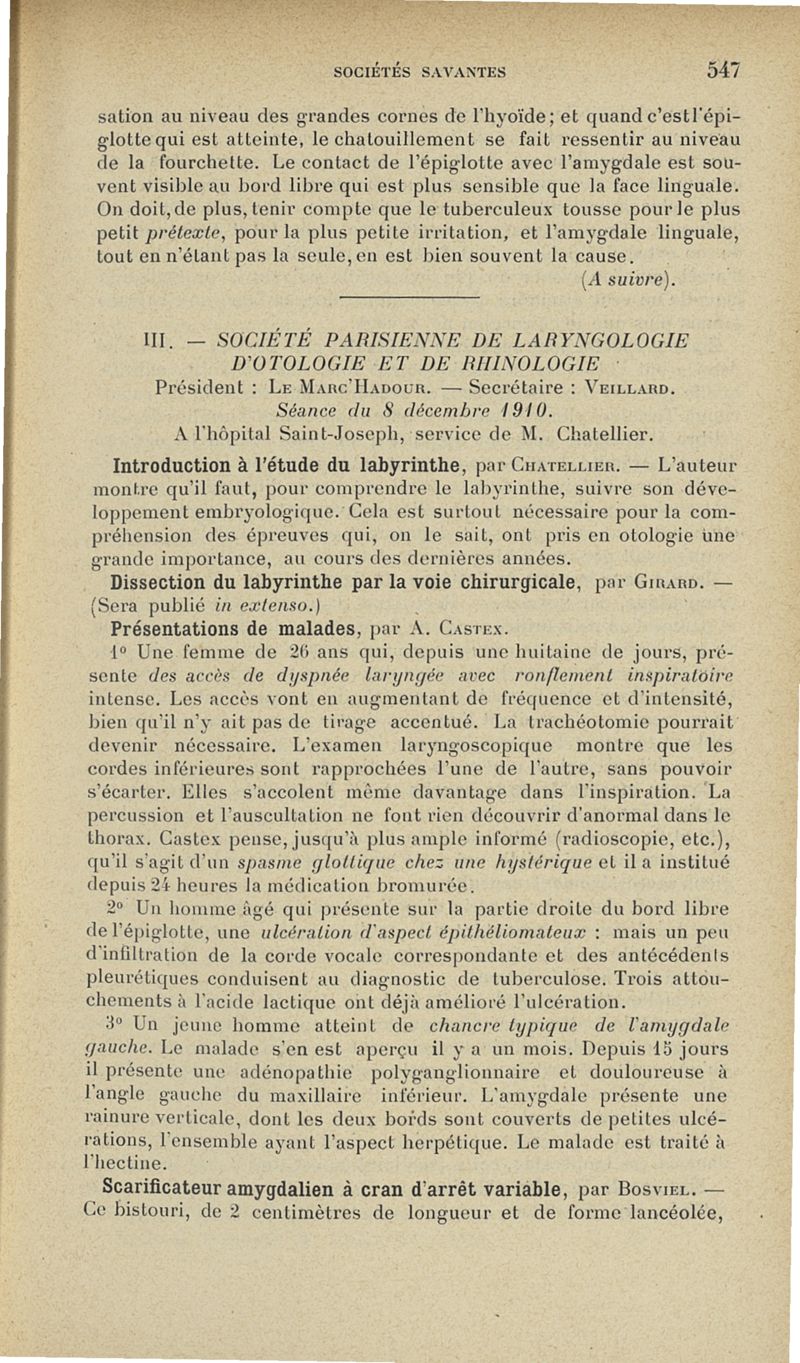 SOCIÉTÉS SAVANTES 547
sation au niveau des grandes cornes de l'hyoïde; et quand c'est l'épi-
glotte qui est atteinte, le chatouillement se fait ressentir au niveau
de la fourchette. Le contact de l'épiglotte avec l'amygdale est sou-
vent visible au bord libre qui est plus sensible que la face linguale.
On doit, de plus, tenir compte que le tuberculeux tousse pour le plus
petit prétexte, pour la plus petite irritation, et l'amygdale linguale,
tout en n'étant pas la seule, en est bien souvent la cause.
(A suivre).
III. — SOCIÉTÉ PARISIENNE DE LARYNGOLOGIE
D'OTOLOGIE ET DE RHINOLOGIE
Président : LE MARC'HADOUR. — Secrétaire : VEILLARD.
Séance du 8 décembre 1910.
A l'hôpital Saint-Joseph, service de M. Chatellier.
Introduction à l'étude du labyrinthe, par CHATELLIER. — L'auteur
montre qu'il faut, pour comprendre le labyrinthe, suivre son déve-
loppement embryologique. Cela est surtout nécessaire pour la com-
préhension des épreuves qui, on le sait, ont pris en otologie une
grande importance, au cours des dernières années.
Dissection du labyrinthe par la voie chirurgicale, par GIRARD. —
(Sera publié in extenso.)
Présentations de malades, par A. CASTEX.
1° Une femme de 26 ans qui, depuis une huitaine de jours, pré-
sente des accès de dyspnée laryngée avec ronflement inspiratoire
intense. Les accès vont en augmentant de fréquence et d'intensité,
bien qu'il n'y ait pas de tirage accentué. La trachéotomie pourrait
devenir nécessaire. L'examen laryngoscopique montre que les
cordes inférieures sont rapprochées l'une de l'autre, sans pouvoir
s'écarter. Elles s'accolent même davantage dans l'inspiration. La
percussion et l'auscultation ne font rien découvrir d'anormal dans le
thorax. Castex pense, jusqu'à plus ample informé (radioscopie, etc.),
qu'il s'agit d'un spasme glottique chez une hystérique et il a institué
depuis 24 heures la médication bromurée.
2° Un homme âgé qui présente sur la partie droite du bord libre
de l'épiglotte, une ulcération d'aspect épithéliomateux : mais un peu
d'infiltration de la corde vocale correspondante et des antécédents
pleurétiques conduisent au diagnostic de tuberculose. Trois attou-
chements à l'acide lactique ont déjà amélioré l'ulcération.
3° Un jeune homme atteint de chancre typique de l'amygdale
gauche. Le malade s'en est aperçu il y a un mois. Depuis 15 jours
il présente une adénopathie polyganglionnaire et douloureuse à
l'angle gauche du maxillaire inférieur. L'amygdale présente une
rainure verticale, dont les deux bords sont couverts de petites ulcé-
rations, l'ensemble ayant l'aspect herpétique. Le malade est traité à
l'hectine.
Scarificateur amygdalien à cran d'arrêt variable, par BOSVIEL. —
Ce bistouri, de 2 centimètres de longueur et de forme lancéolée,